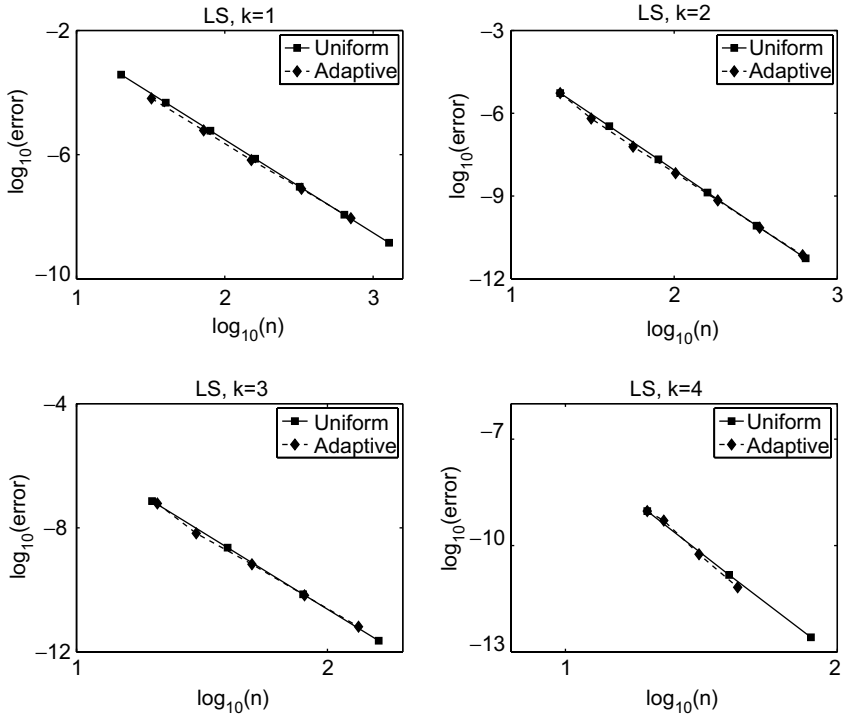 LS, k=1
−2
−6
−10
1
2
3
log10(error)
log10(n)
Uniform
Adaptive
LS, k=2
−3
−6
−9
−12
1
2
3
log10(error)
log10(n)
Uniform
Adaptive
LS, k=3
−4
−8
−12
1
2
log10(error)
log10(n)
Uniform
Adaptive
LS, k=4
−7
−10
−13
1
2
log10(error)
log10(n)
Uniform
Adaptive